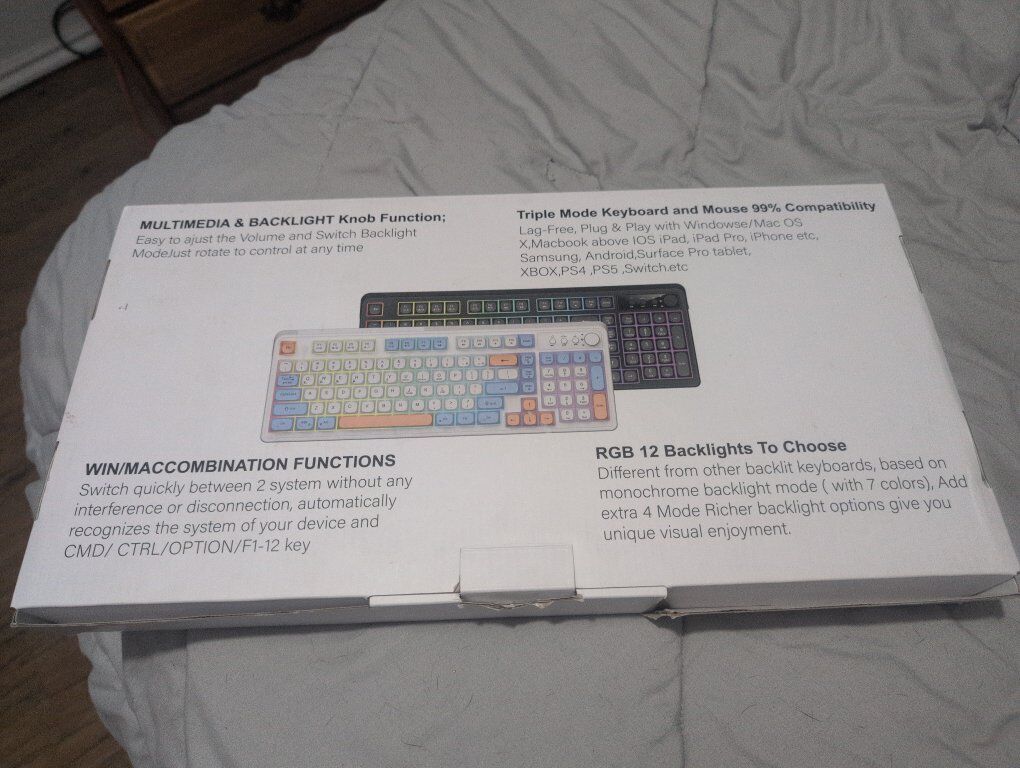 MULTIMEDIA & BACKLIGHT Knob Function;
Easy to ajust the Volume and Switch Backlight
ModeJust rotate to control at any time
Triple Mode Keyboard and Mouse 99% Compatibility
Lag-Free, Plug & Play with Windowse/Mac OS
X,Macbook above IOS iPad, iPad Pro, iPhone etc,
Samsung, Android,Surface Pro tablet,
XBOX,PS4 ,PS5 ,Switch.etc
WIN/MACCOMBINATION FUNCTIONS
Switch quickly between 2 system without any
interference or disconnection, automatically
recognizes the system of your device and
CMD/ CTRL/OPTION/F1-12 key
RGB 12 Backlights To Choose
Different from other backlit keyboards, based on
monochrome backlight mode ( with 7 colors), Add
extra 4 Mode Richer backlight options give you
unique visual enjoyment.